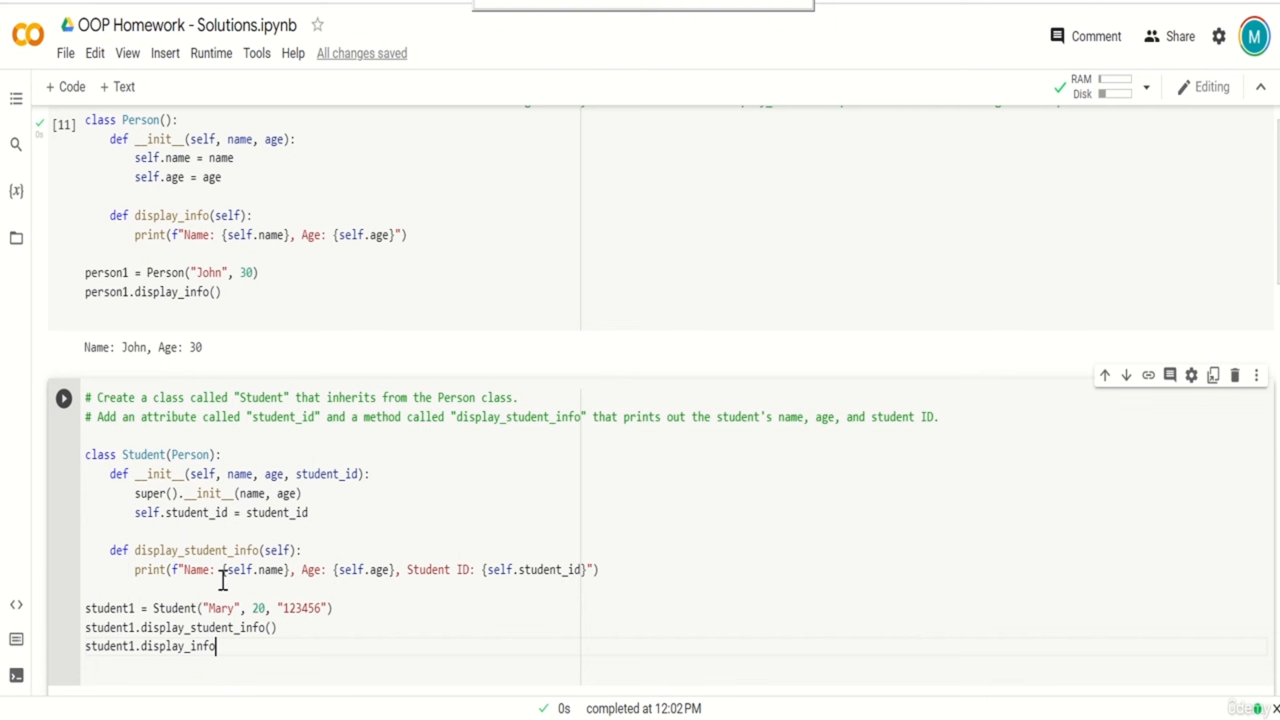 OOP Homework - Solutions.ipynb
File Edit View Insert Runtime Tools Help All changes saved
Comment Share M
+ Code + Text
RAM
Disk
Editing
[11]
0s
class Person():
def __init__(self, name, age):
self.name = name
self.age = age
def display_info(self):
print(f"Name: {self.name}, Age: {self.age}")
person1 = Person("John", 30)
person1.display_info()
Name: John, Age: 30
# Create a class called "Student" that inherits from the Person class.
# Add an attribute called "student_id" and a method called "display_student_info" that prints out the student's name, age, and student ID.
class Student(Person):
def __init__(self, name, age, student_id):
super().__init__(name, age)
self.student_id = student_id
def display_student_info(self):
print(f"Name: {self.name}, Age: {self.age}, Student ID: {self.student_id}")
student1 = Student("Mary", 20, "123456")
student1.display_student_info()
student1.display_info
0s completed at 12:02 PM